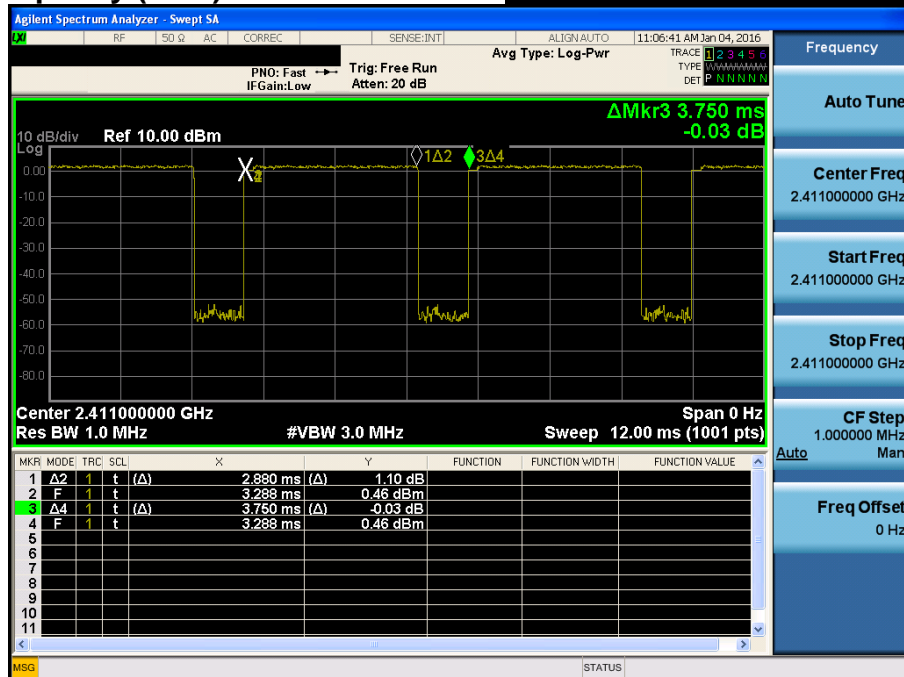 Agilent Spectrum Analyzer - Swept SA
LXI RF 50 Ω AC CORREC SENSE:INT ALIGN AUTO 11:06:41 AM Jan 04, 2016
Avg Type: Log-Pwr
TRACE 1 2 3 4 5 6
TYPE WWWWWW
DET P N N N N N
PNO: Fast
IFGain:Low
Trig: Free Run
Atten: 20 dB
ΔMkr3 3.750 ms
-0.03 dB
10 dB/div Ref 10.00 dBm
Log
0.00
-10.0
-20.0
-30.0
-40.0
-50.0
-60.0
-70.0
-80.0
1Δ2 3Δ4
Center 2.411000000 GHz Span 0 Hz
Res BW 1.0 MHz #VBW 3.0 MHz Sweep 12.00 ms (1001 pts)
MKR MODE TRC SCL X Y FUNCTION FUNCTION WIDTH FUNCTION VALUE
1 Δ2 1 t (Δ) 2.880 ms (Δ) 1.10 dB
2 F 1 t 3.288 ms 0.46 dBm
3 Δ4 1 t (Δ) 3.750 ms (Δ) -0.03 dB
4 F 1 t 3.288 ms 0.46 dBm
5
6
7
8
9
10
11
MSG STATUS
Frequency
Auto Tune
Center Freq
2.411000000 GHz
Start Freq
2.411000000 GHz
Stop Freq
2.411000000 GHz
CF Step
1.000000 MHz
Auto Man
Freq Offset
0 Hz